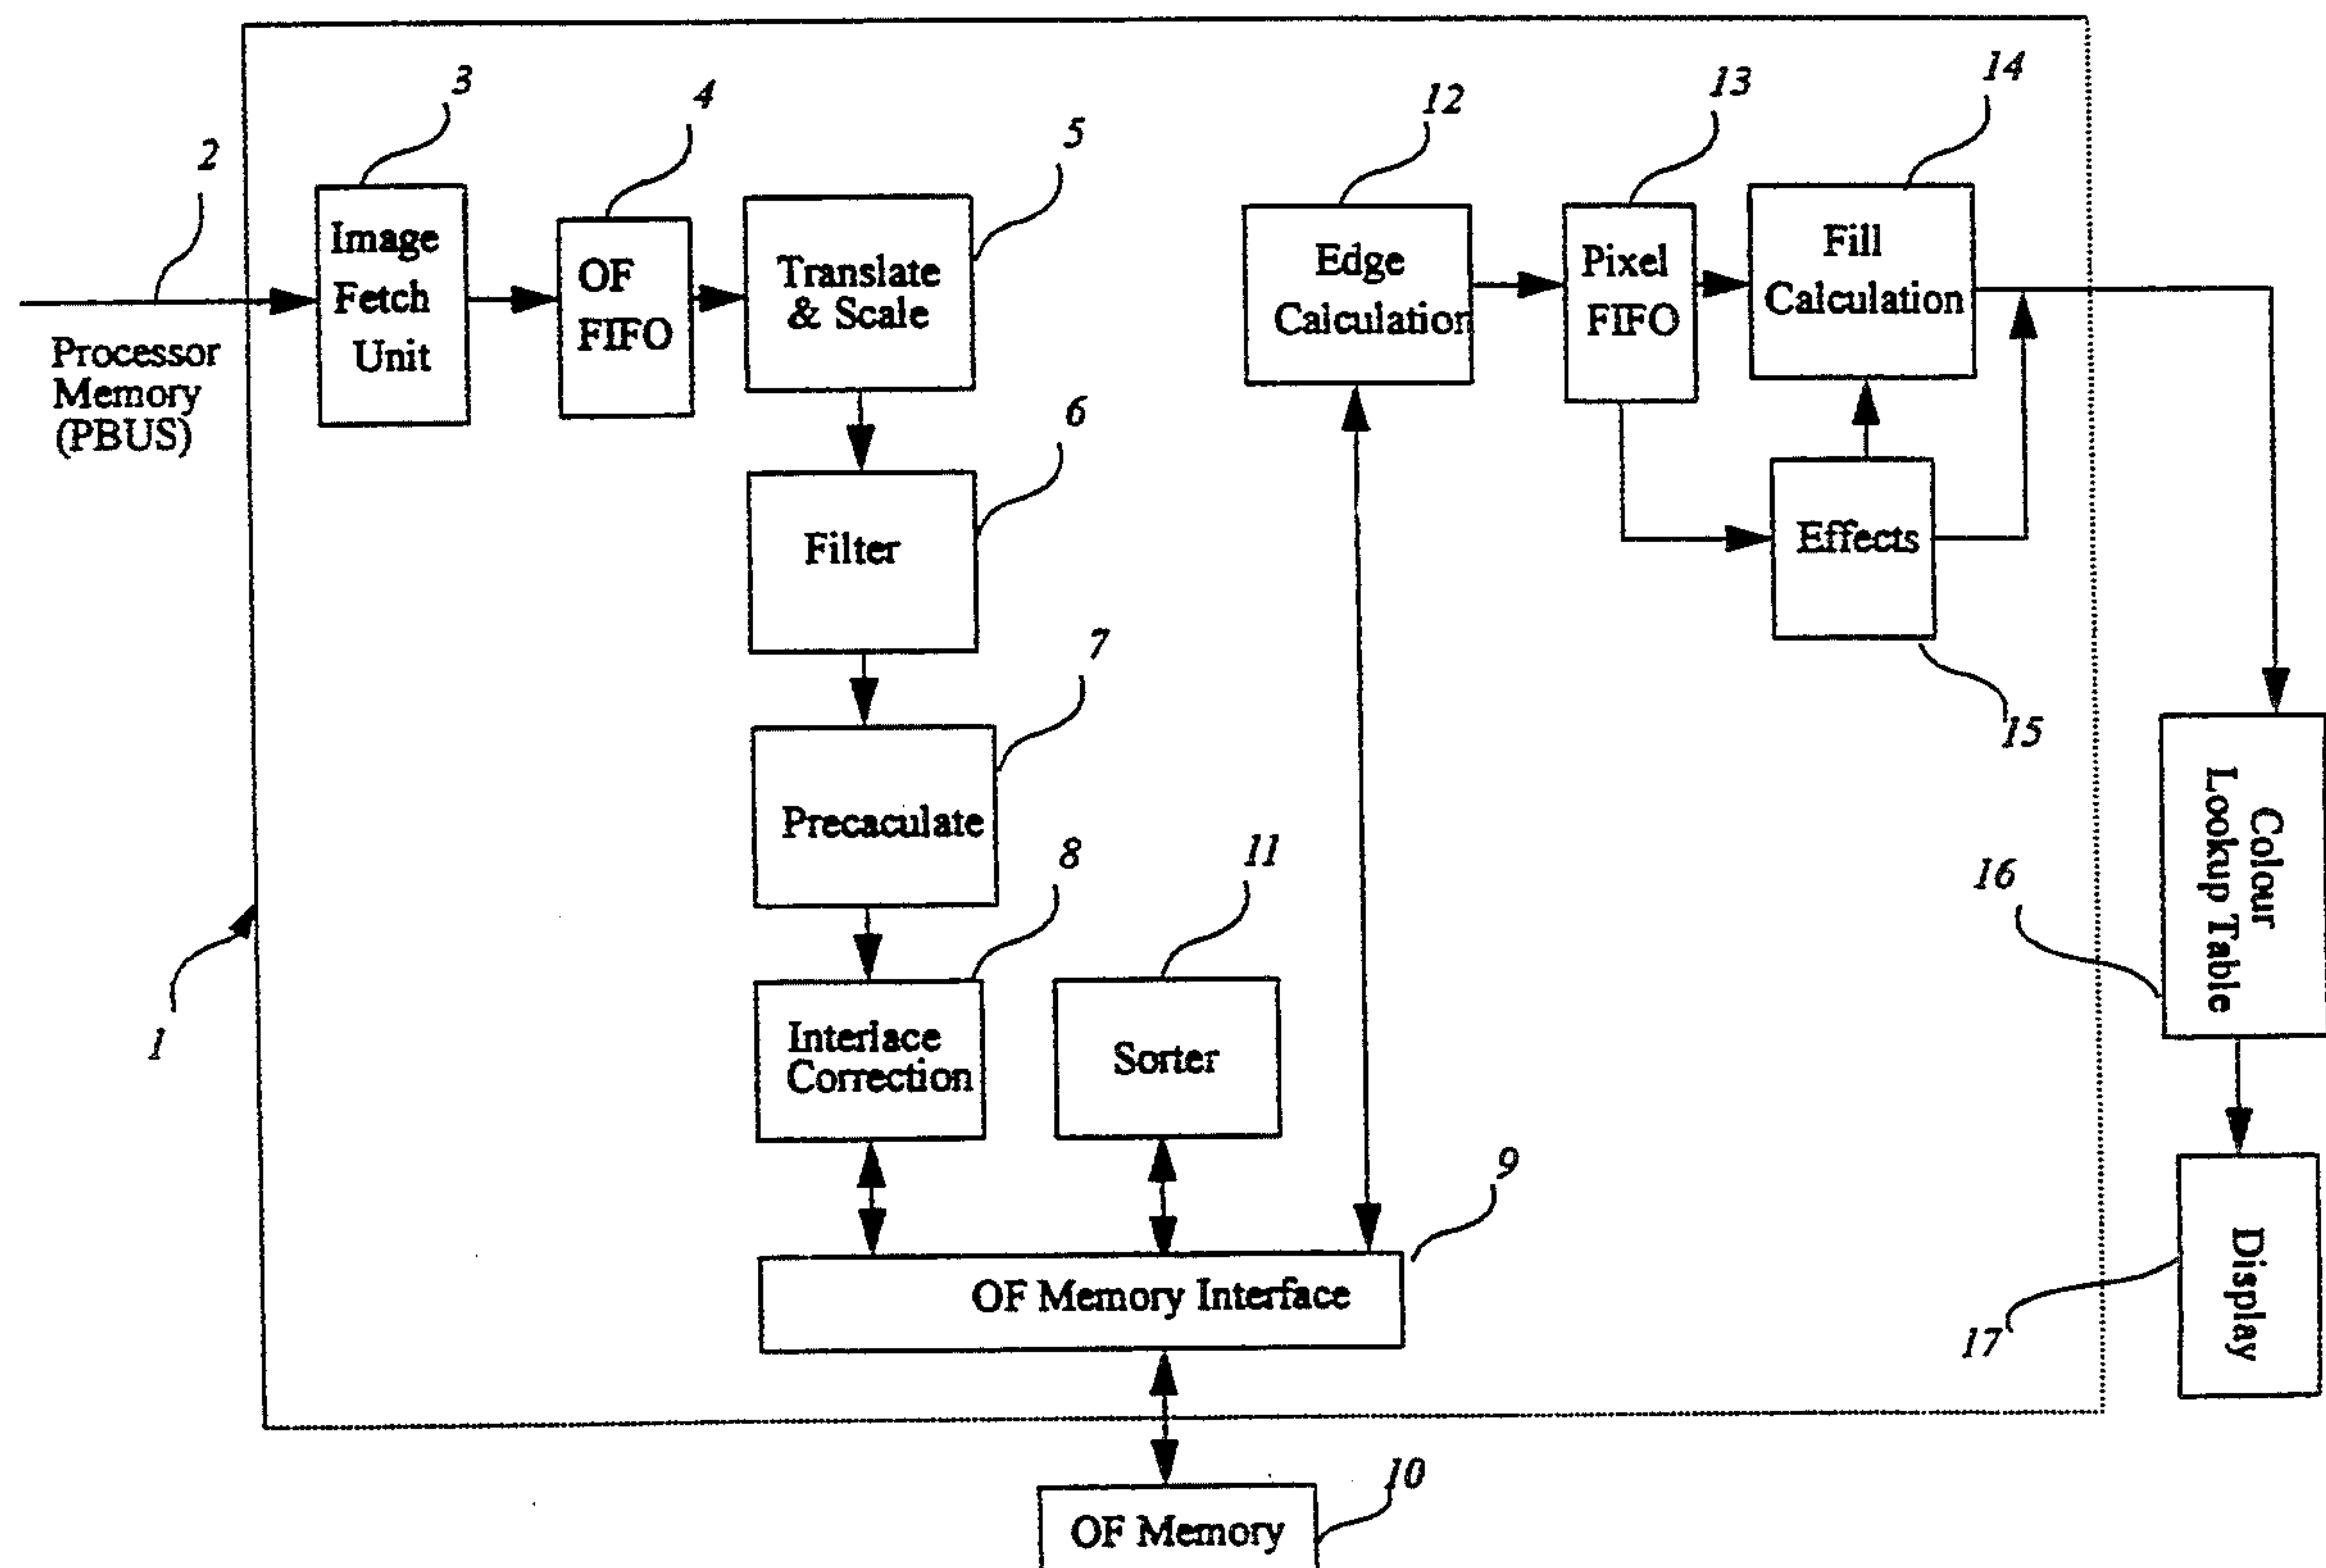 3
4
5
2
12
13
14
Image
Fetch
Unit
OF
FIFO
Translate
& Scale
Edge
Calculation
Pixel
FIFO
Fill
Calculation
Processor
Memory
(PBUS)
6
Filter
Effects
15
7
Precaculate
8
11
Interlace
Correction
Sorter
16
Colour
Lookup Table
1
9
OF Memory Interface
17
Display
10
OF Memory